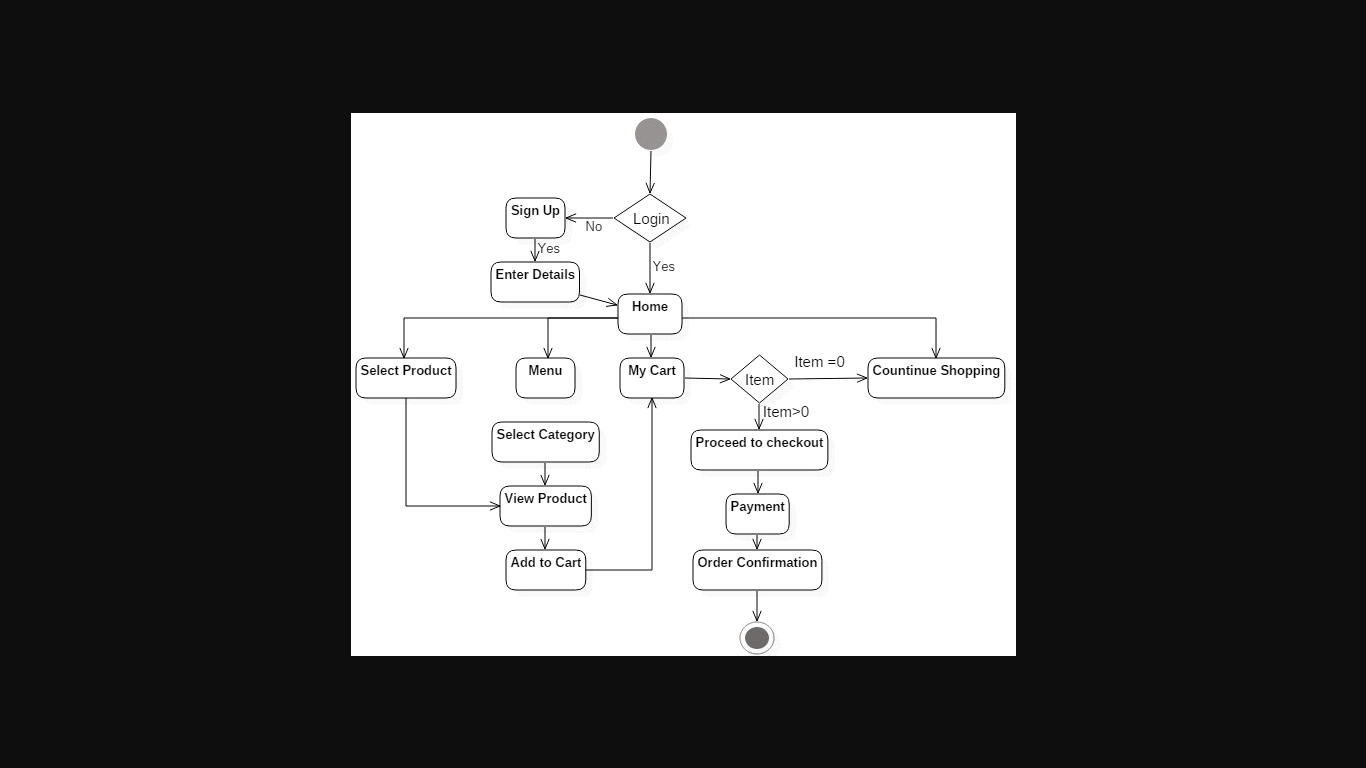 Login
Sign Up
No
Yes
Enter Details
Yes
Home
Select Product
Menu
My Cart
Item
Item =0
Countinue Shopping
Item>0
Select Category
Proceed to checkout
View Product
Payment
Add to Cart
Order Confirmation